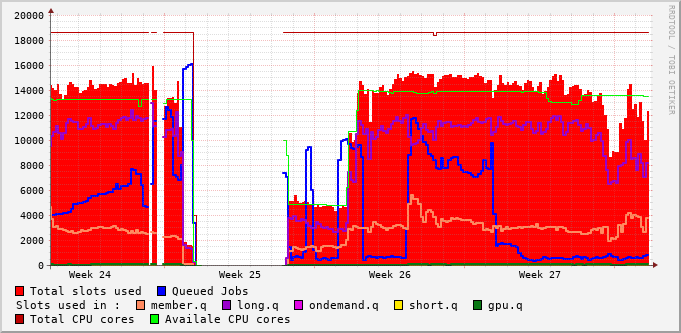 20000
18000
16000
14000
12000
10000
8000
6000
4000
2000
0
Week 24 Week 25 Week 26 Week 27
Total slots used Queued Jobs
Slots used in : member.q long.q ondemand.q short.q gpu.q
Total CPU cores Availale CPU cores
RRDTOOL / TOBI OETIKER